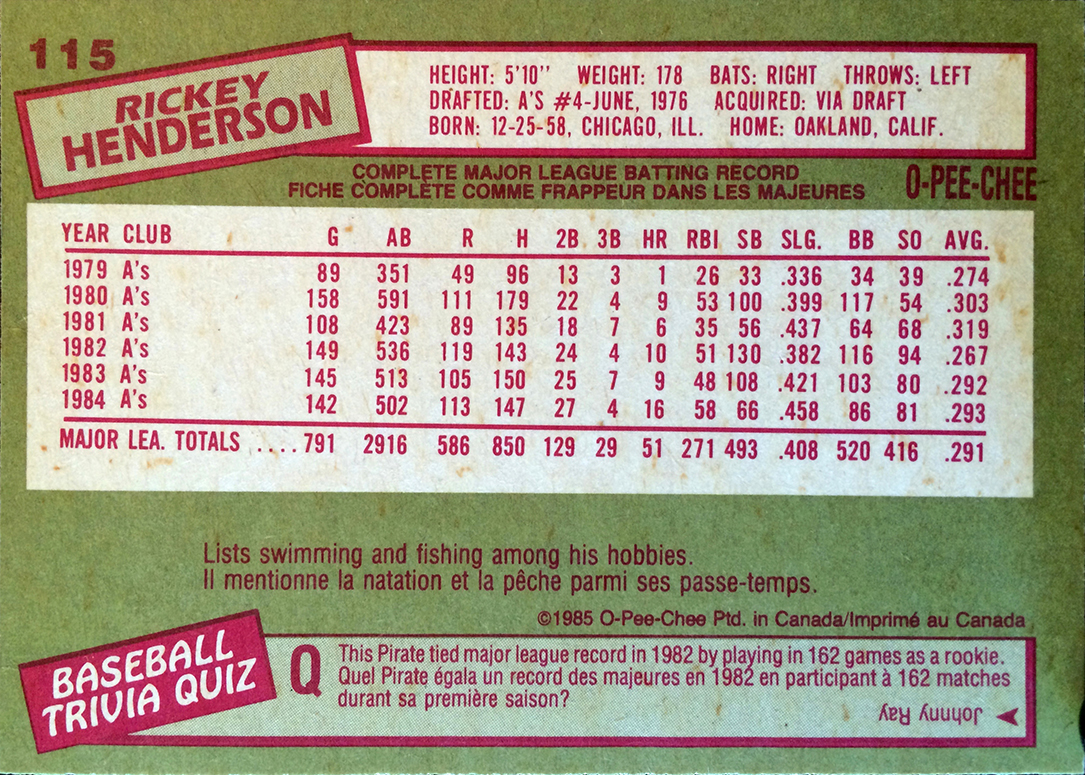 115
RICKEY
HENDERSON
HEIGHT: 5'10" WEIGHT: 178 BATS: RIGHT THROWS: LEFT
DRAFTED: A'S #4-JUNE, 1976 ACQUIRED: VIA DRAFT
BORN: 12-25-58, CHICAGO, ILL. HOME: OAKLAND, CALIF.
COMPLETE MAJOR LEAGUE BATTING RECORD
FICHE COMPLÈTE COMME FRAPPEUR DANS LES MAJEURES
O-PEE-CHEE
YEAR CLUB G AB R H 2B 3B HR RBI SB SLG. BB SO AVG.
1979 A's 89 351 49 96 13 3 1 26 33 .336 34 39 .274
1980 A's 158 591 111 179 22 4 9 53 100 .399 117 54 .303
1981 A's 108 423 89 135 18 7 6 35 56 .437 64 68 .319
1982 A's 149 536 119 143 24 4 10 51 130 .382 116 94 .267
1983 A's 145 513 105 150 25 7 9 48 108 .421 103 80 .292
1984 A's 142 502 113 147 27 4 16 58 66 .458 86 81 .293
MAJOR LEA. TOTALS .... 791 2916 586 850 129 29 51 271 493 .408 520 416 .291
Lists swimming and fishing among his hobbies.
Il mentionne la natation et la pêche parmi ses passe-temps.
©1985 O-Pee-Chee Ptd. in Canada/Imprimé au Canada
BASEBALL
TRIVIA QUIZ
Q
This Pirate tied major league record in 1982 by playing in 162 games as a rookie.
Quel Pirate égala un record des majeures en 1982 en participant à 162 matches
durant sa première saison?
Johnny Ray